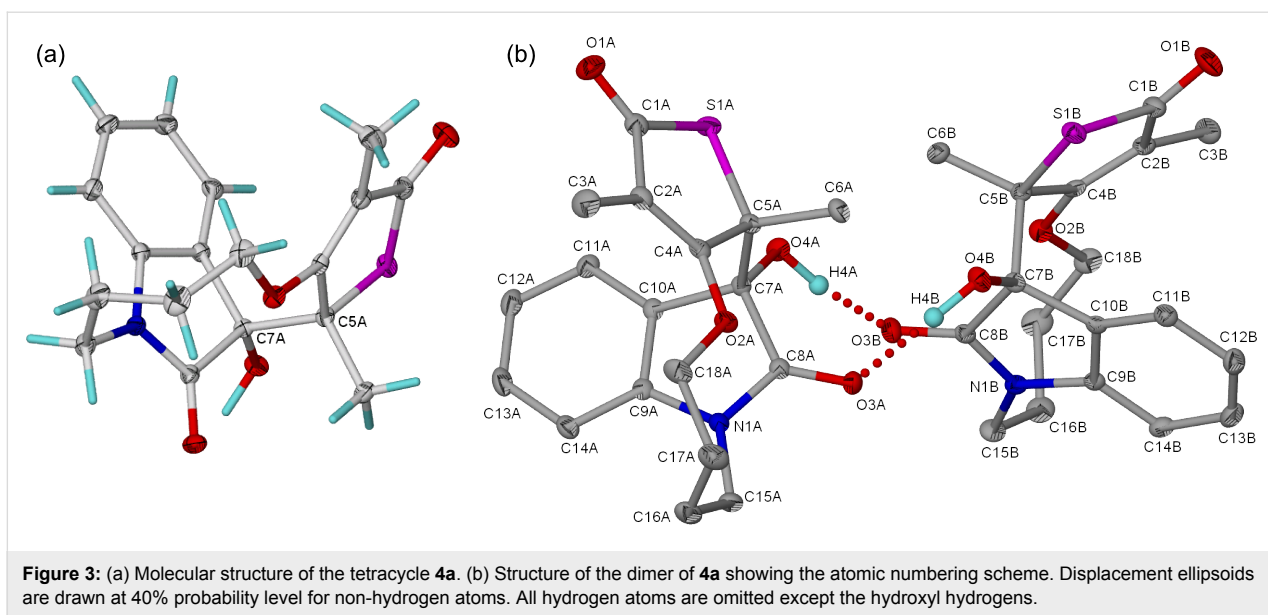 (a)
C7A
C5A
(b)
O1A
C1A
S1A
C3A
C2A
C6A
C5A
C4A
O4A
C11A
H4A
C12A
C10A
C7A
O2A
C8A
C18A
O3A
C13A
C9A
N1A
C14A
C17A
C15A
C16A
O1B
C1B
S1B
C6B
C2B
C3B
C5B
C4B
O2B
C18B
O4B
C7B
H4B
C10B
C11B
O3B
C8B
C17B
C12B
N1B
C9B
C16B
C13B
C15B
C14B
Figure 3: (a) Molecular structure of the tetracycle 4a. (b) Structure of the dimer of 4a showing the atomic numbering scheme. Displacement ellipsoids
are drawn at 40% probability level for non-hydrogen atoms. All hydrogen atoms are omitted except the hydroxyl hydrogens.